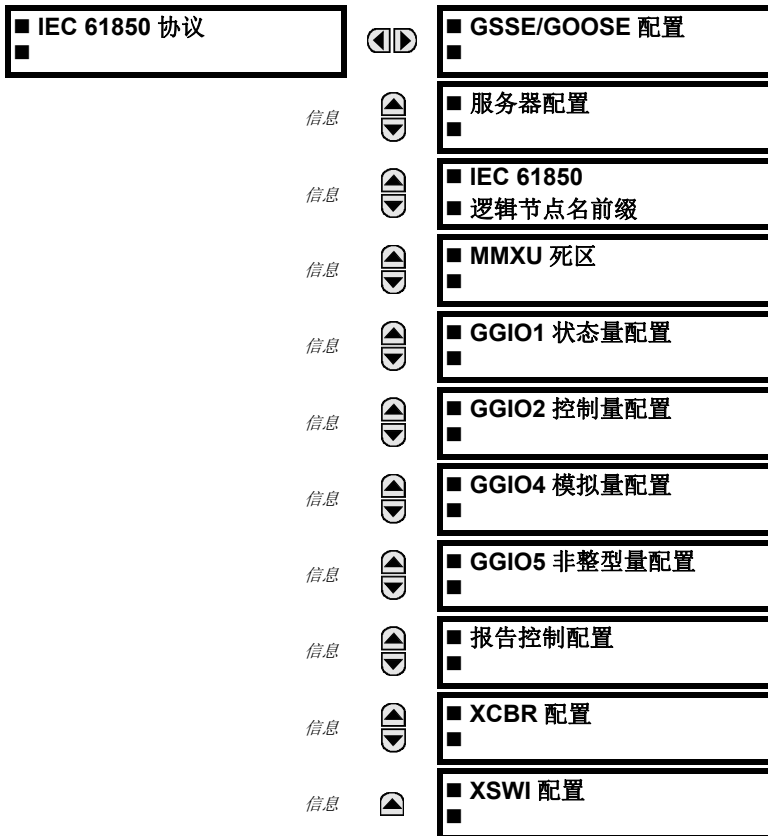 ■ IEC 61850 协议
■
■ GSSE/GOOSE 配置
■
信息
■ 服务器配置
■
信息
■ IEC 61850
■ 逻辑节点名前缀
信息
■ MMXU 死区
■
信息
■ GGIO1 状态量配置
■
信息
■ GGIO2 控制量配置
■
信息
■ GGIO4 模拟量配置
■
信息
■ GGIO5 非整型量配置
■
信息
■ 报告控制配置
■
信息
■ XCBR 配置
■
信息
■ XSWI 配置
■